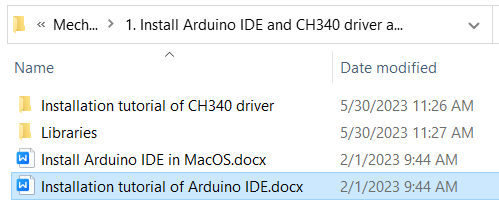 « Mech... › 1. Install Arduino IDE and CH340 driver a...
Name Date modified
Installation tutorial of CH340 driver 5/30/2023 11:26 AM
Libraries 5/30/2023 11:27 AM
Install Arduino IDE in MacOS.docx 2/1/2023 9:44 AM
Installation tutorial of Arduino IDE.docx 2/1/2023 9:44 AM